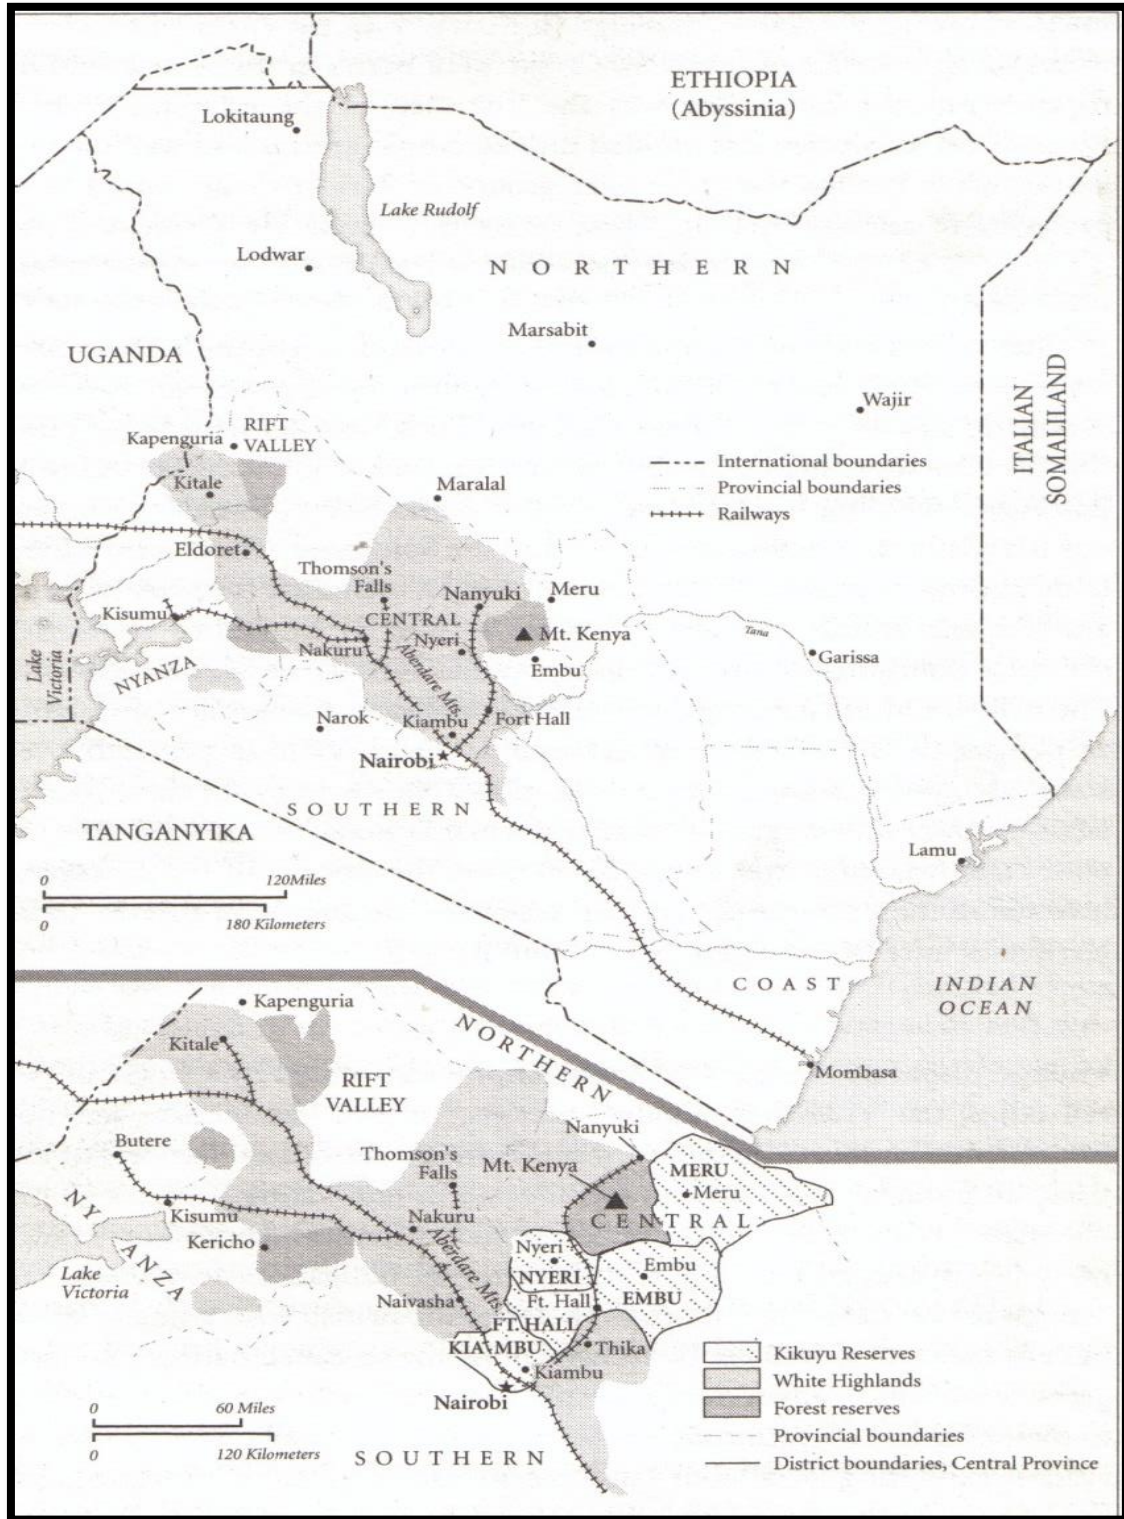 ETHIOPIA
(Abyssinia)
Lokitaung
Lake Rudolf
Lodwar
NORTHERN
Marsabit
UGANDA
Wajir
ITALIAN
SOMALILAND
Kapenguria
RIFT
VALLEY
International boundaries
Kitale
Maralal
Provincial boundaries
Railways
Eldoret
Thomson's
Falls
Nanyuki
Meru
Kisumu
CENTRAL
Nyeri
Mt. Kenya
Tana
Nakuru
Garissa
Lake
Victoria
NYANZA
Aberdare Mts.
Embu
Narok
Kiambu
Fort Hall
Nairobi
SOUTHERN
TANGANYIKA
Lamu
0 120Miles
0 180 Kilometers
COAST
INDIAN
OCEAN
Mombasa
Kapenguria
NORTHERN
Kitale
RIFT
VALLEY
Nanyuki
Butere
Thomson's
Falls
Mt. Kenya
MERU
Meru
NYANZA
Kisumu
Nakuru
CENTRAL
Kericho
Aberdare Mts.
Nyeri
Embu
Lake
Victoria
NYERI
EMBU
Naivasha
Ft. Hall
FT. HALL
KIAMBU
Thika
Kikuyu Reserves
Kiambu
White Highlands
Nairobi
Forest reserves
0 60 Miles
0 120 Kilometers
Provincial boundaries
SOUTHERN
District boundaries, Central Province